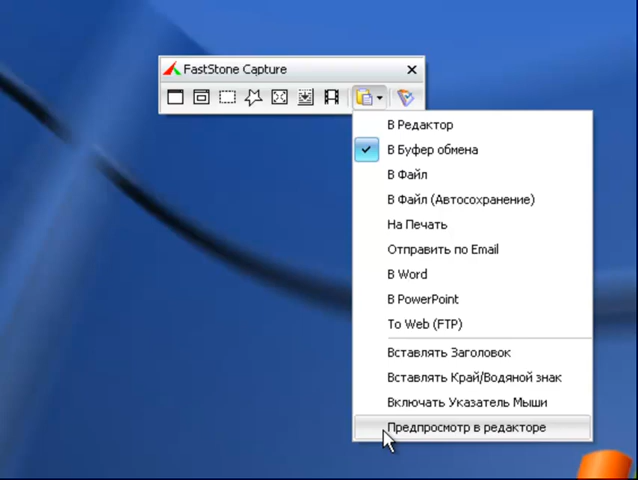 FastStone Capture
В Редактор
В Буфер обмена
В Файл
В Файл (Автосохранение)
На Печать
Отправить по Email
В Word
В PowerPoint
To Web (FTP)
Вставлять Заголовок
Вставлять Край/Водяной знак
Включать Указатель Мыши
Предпросмотр в редакторе